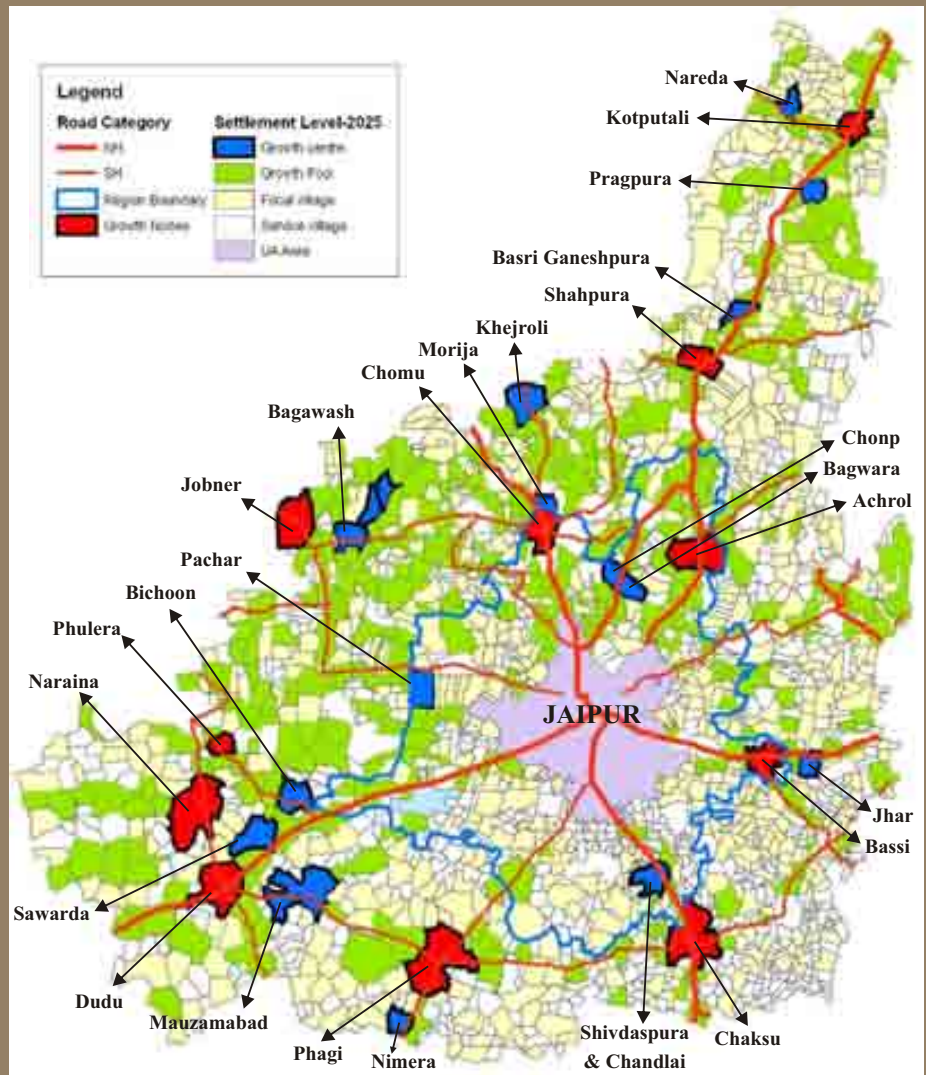 Legend
Road Category
NH
SH
Region Boundary
Growth Nodes
Settlement Level-2025
Growth centre
Growth Pool
Focal village
Service village
UA Area
Nareda
Kotputali
Pragpura
Basri Ganeshpura
Shahpura
Khejroli
Morija
Chomu
Bagawash
Chonp
Bagwara
Jobner
Achrol
Pachar
Bichoon
Phulera
Naraina
JAIPUR
Jhar
Bassi
Sawarda
Dudu
Mauzamabad
Phagi
Nimera
Shivdaspura
& Chandlai
Chaksu